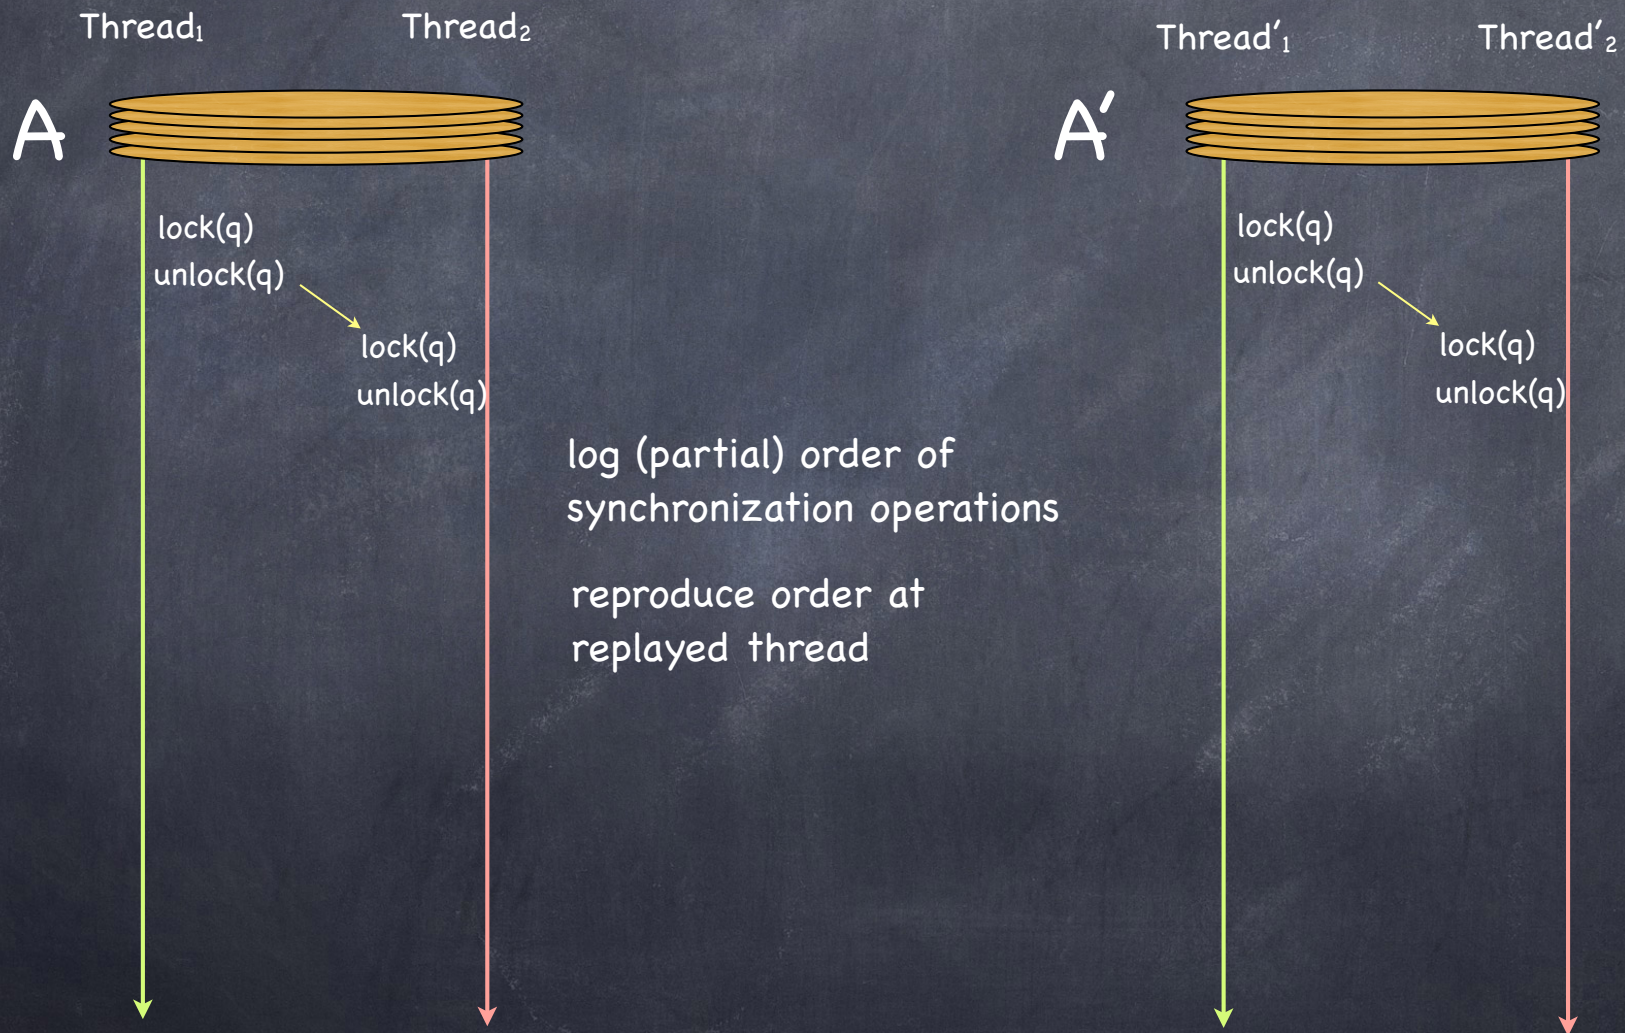 Thread₁
Thread₂
Thread′₁
Thread′₂
A
lock(q)
unlock(q)
lock(q)
unlock(q)
log (partial) order of
synchronization operations
reproduce order at
replayed thread
A′
lock(q)
unlock(q)
lock(q)
unlock(q)